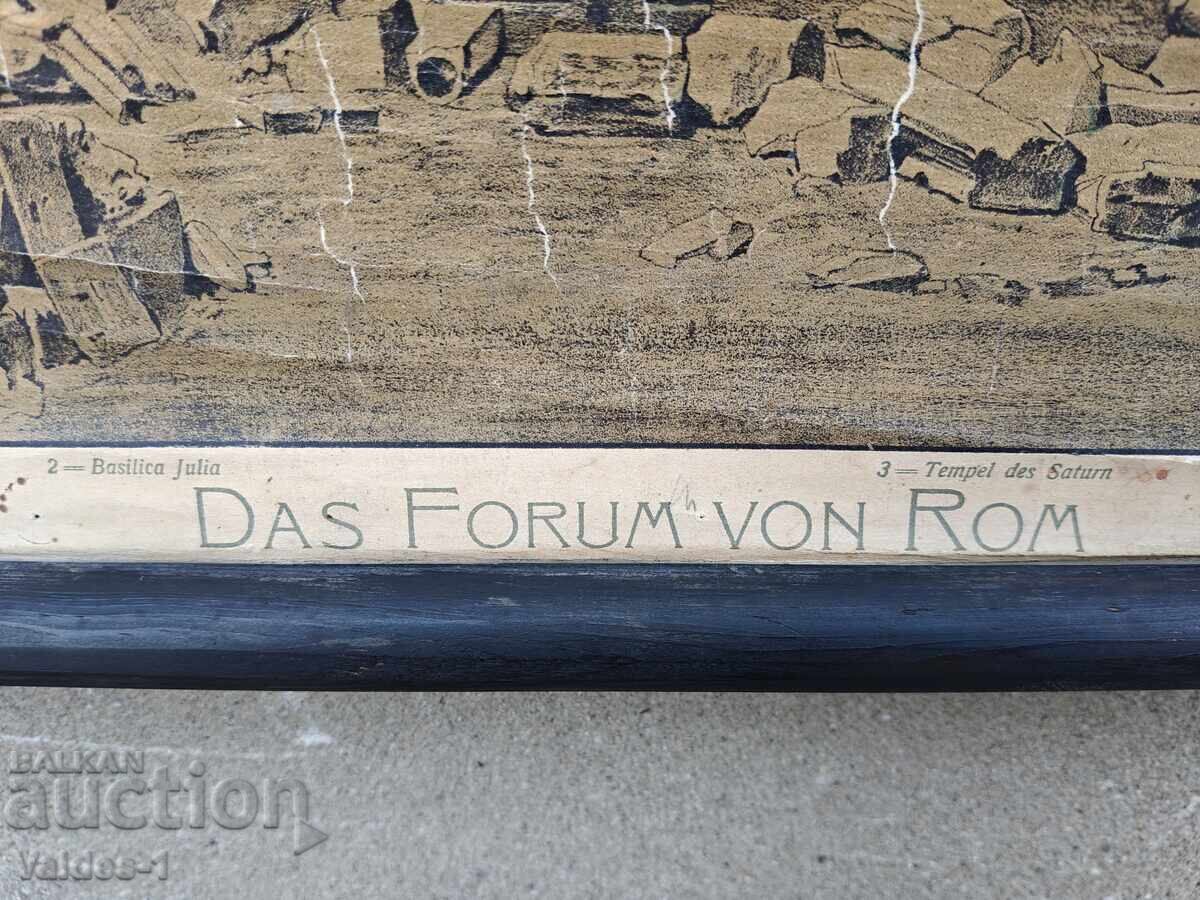 2 = Basilica Julia
3 = Tempel des Saturn
DAS FORUM VON ROM
BALKAN
auction
Valdes-1